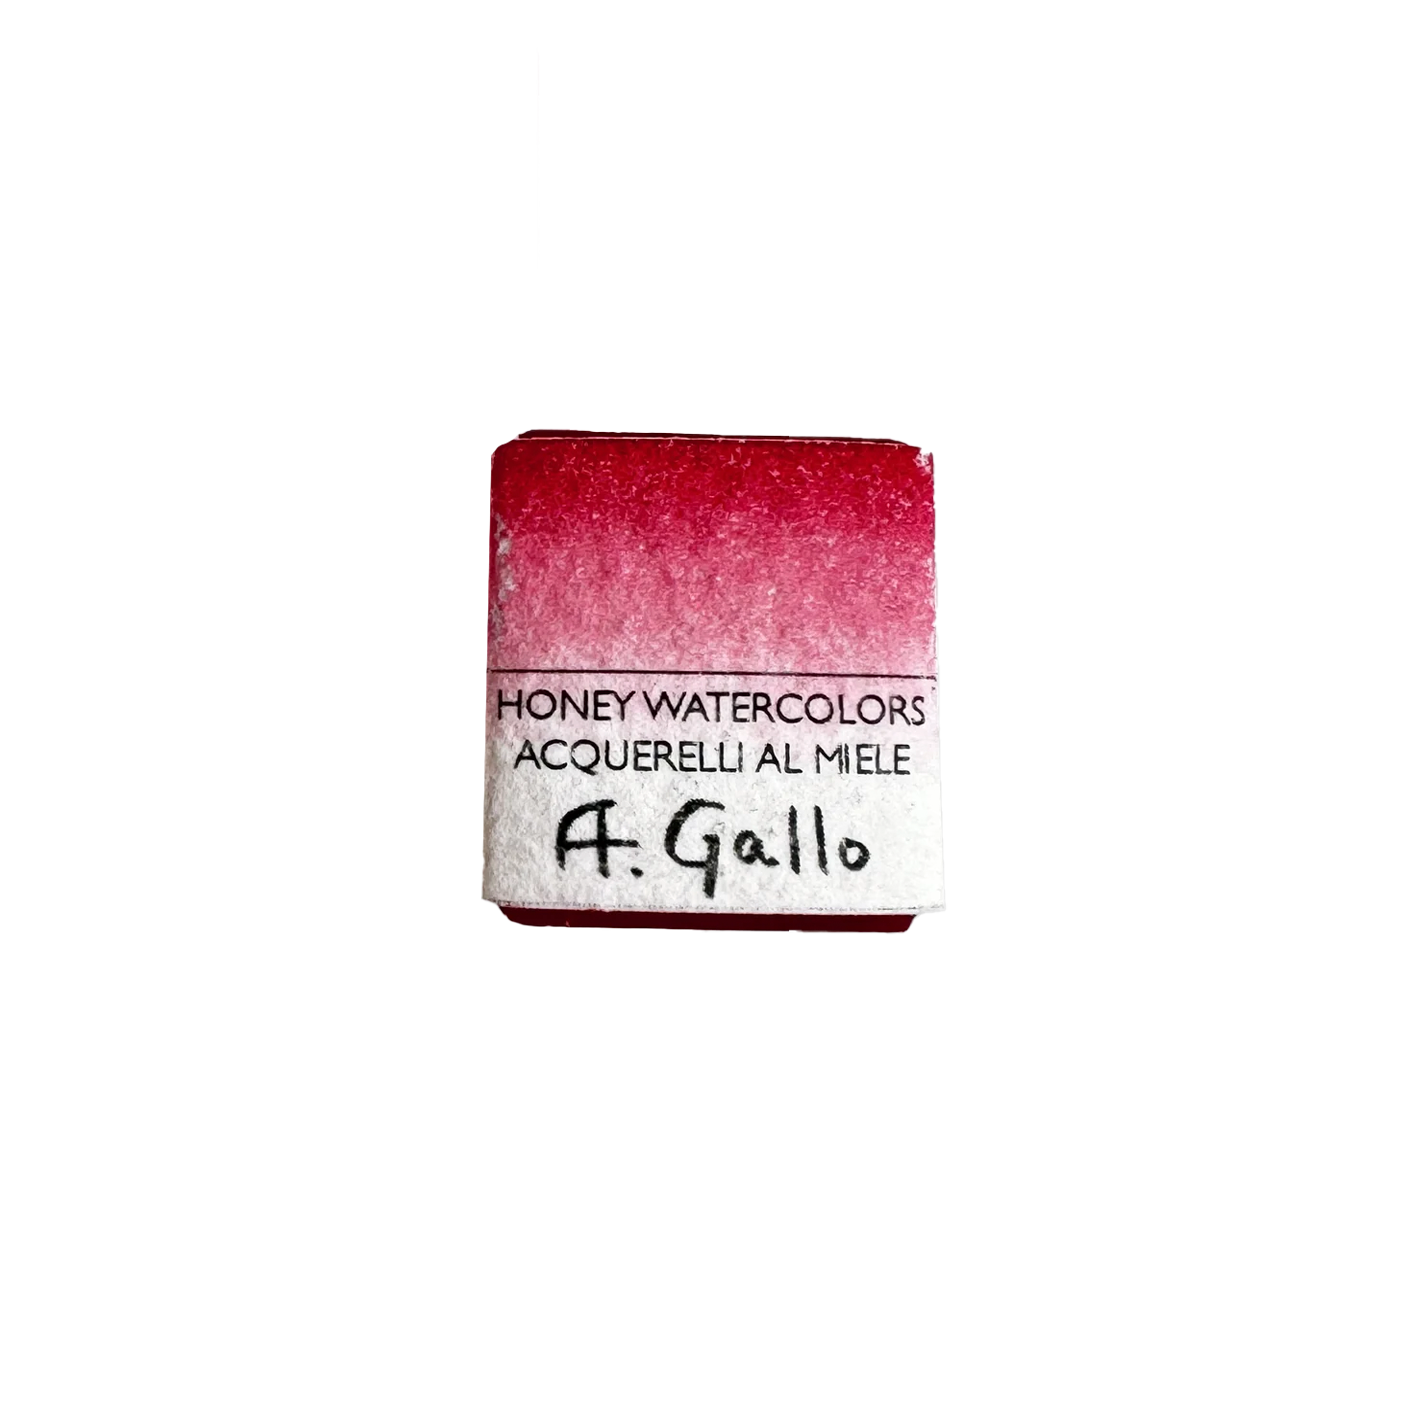 HONEY WATERCOLORS
ACQUERELLI AL MIELE
A. Gallo